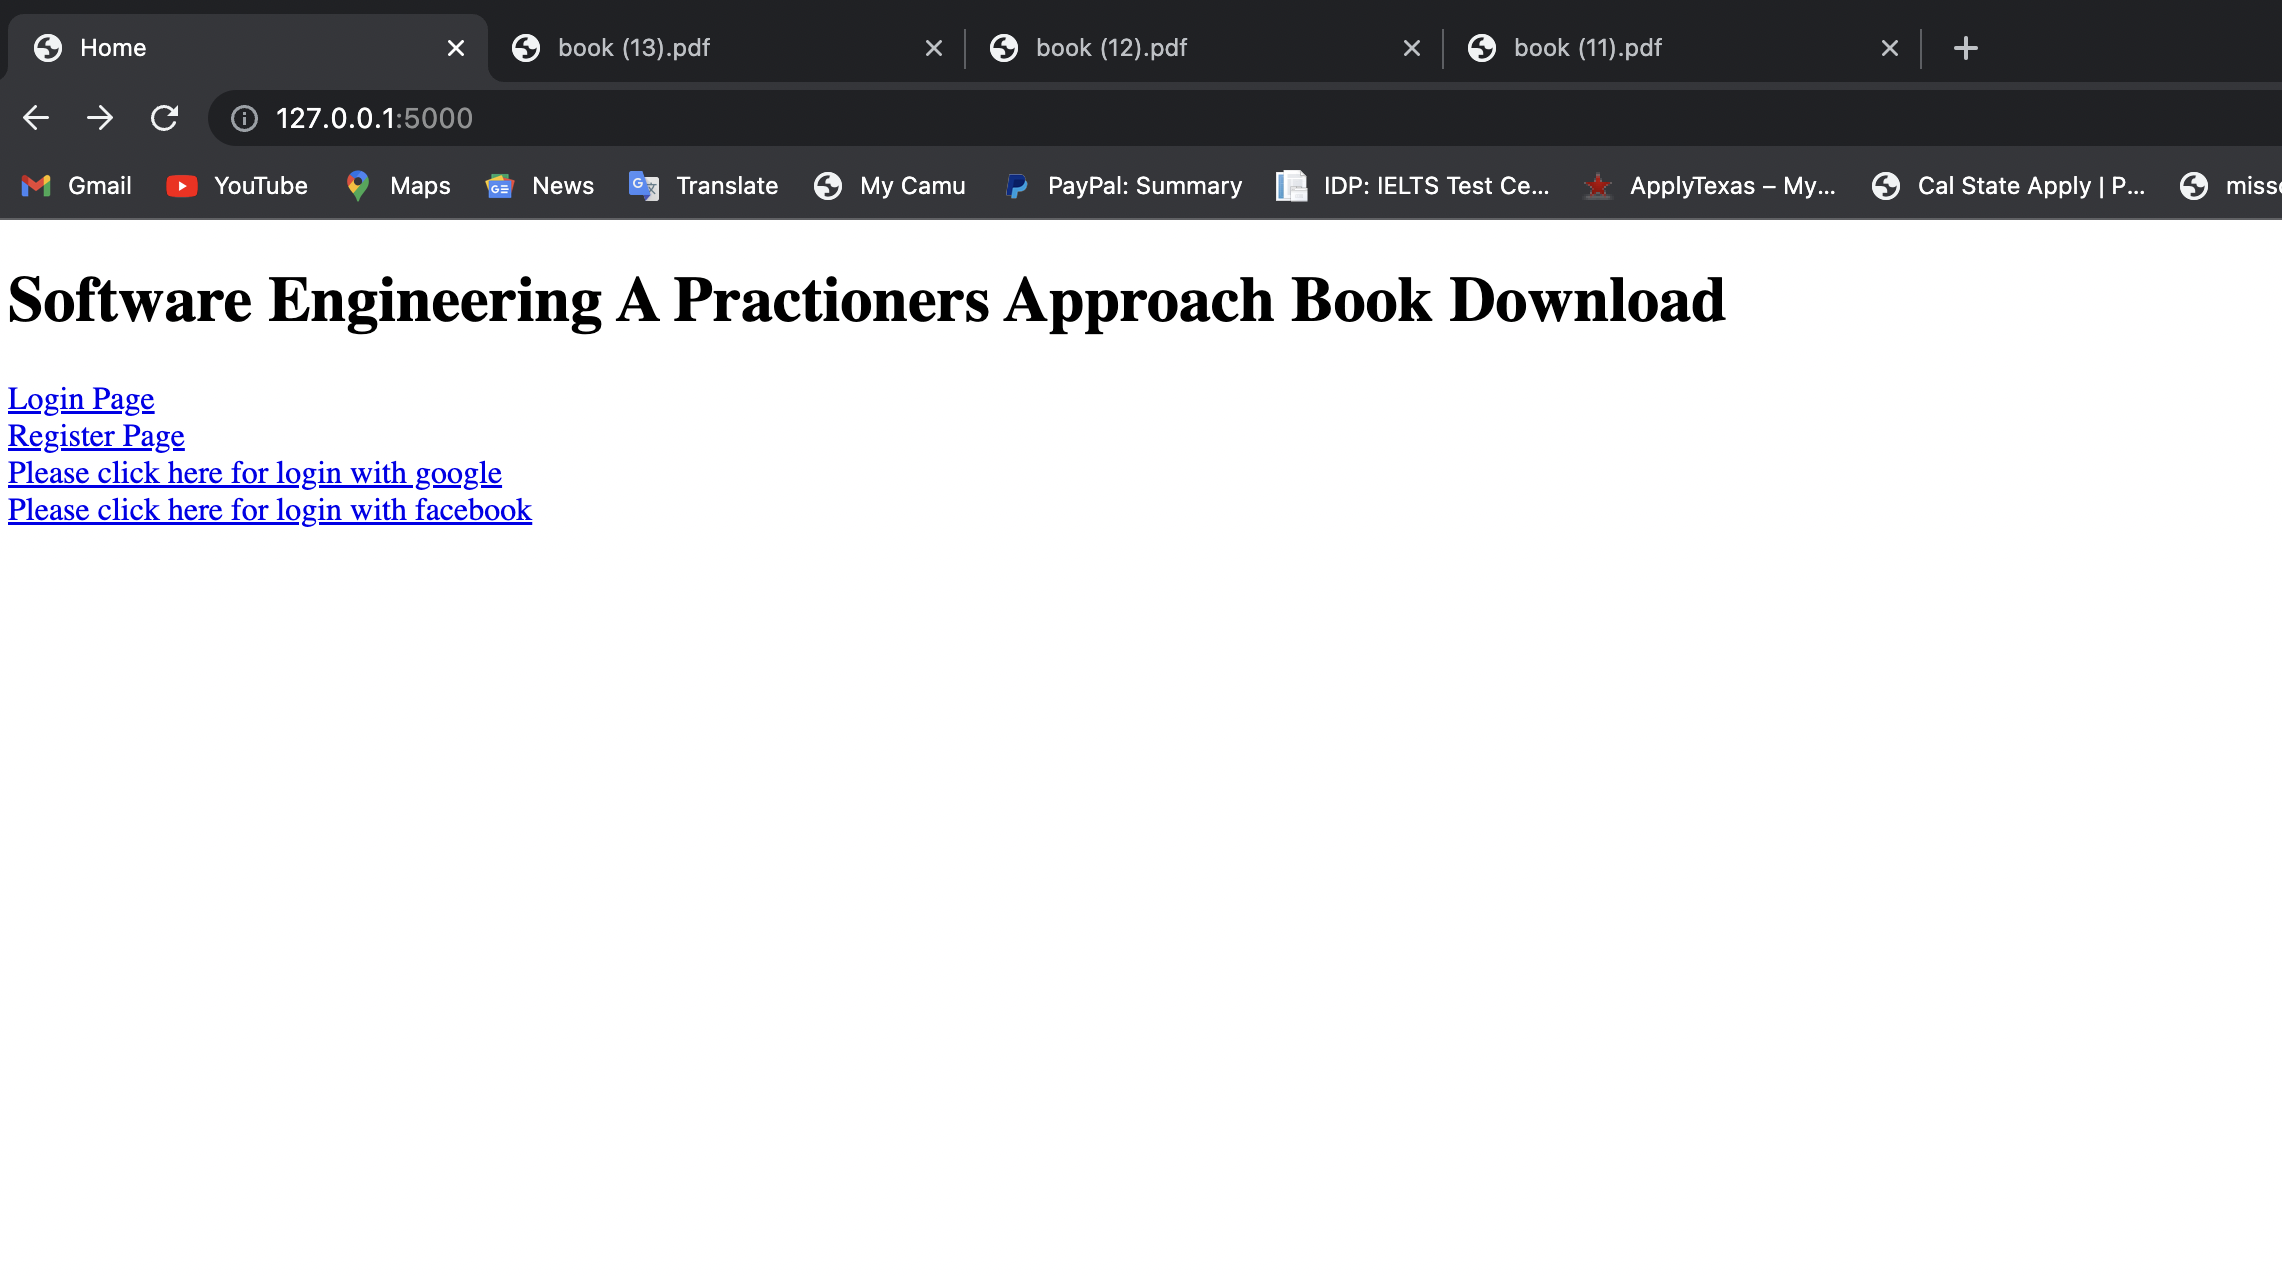 Home
book (13).pdf
book (12).pdf
book (11).pdf
127.0.0.1:5000
Gmail YouTube Maps News Translate My Camu PayPal: Summary IDP: IELTS Test Ce... ApplyTexas – My... Cal State Apply | P...
Software Engineering A Practioners Approach Book Download
Login Page
Register Page
Please click here for login with google
Please click here for login with facebook